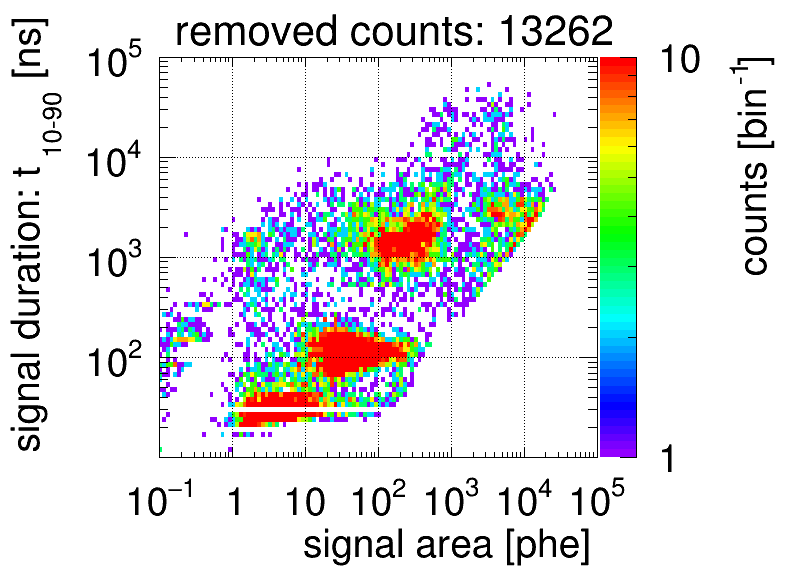 removed counts: 13262
signal duration: t 10-90 [ns]
10^5
10^4
10^3
10^2
10^-1 1 10 10^2 10^3 10^4 10^5
signal area [phe]
10
1
counts [bin^-1]